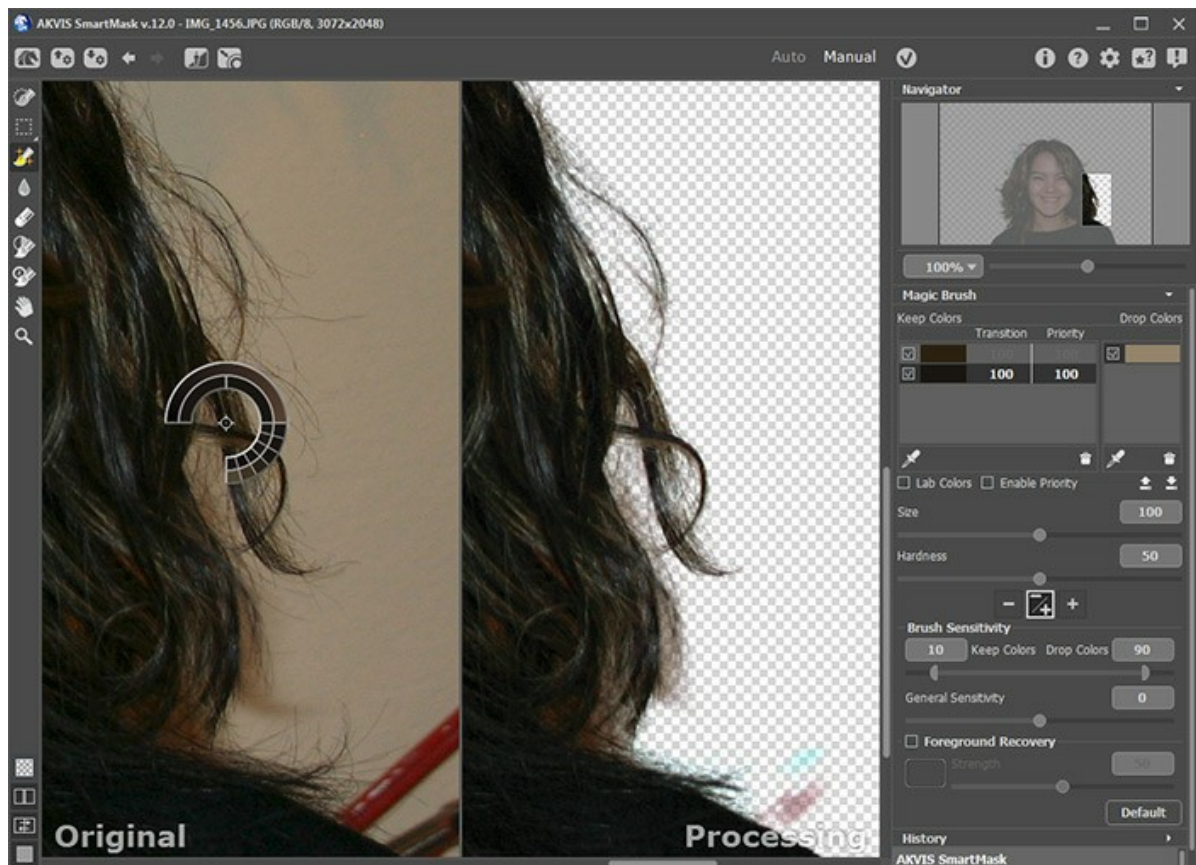 AKVIS SmartMask v.12.0 - IMG_1456.JPG (RGB/8, 3072x2048)
Auto Manual
Navigator
100%
Magic Brush
Keep Colors Drop Colors
Transition Priority
100 100
100 100
Lab Colors Enable Priority
Size 100
Hardness 50
Brush Sensitivity
10 Keep Colors Drop Colors 90
General Sensitivity 0
Foreground Recovery
Strength 50
Default
Original Processing
History
AKVIS SmartMask